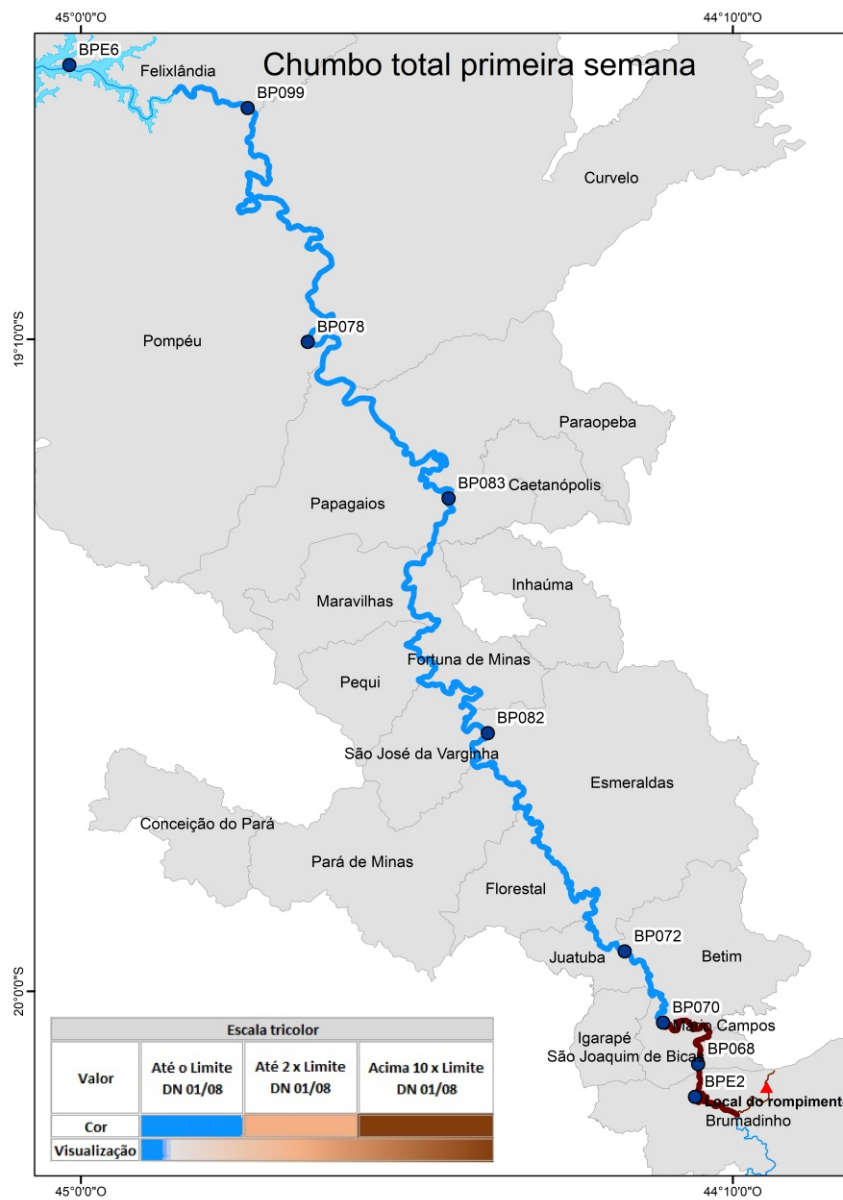 45°0'0"O
44°10'0"O
BPE6
Felixlândia
Chumbo total primeira semana
BP099
Curvelo
19°10'0"S
BP078
Pompéu
Paraopeba
BP083
Caetanópolis
Papagaios
Inhaúma
Maravilhas
Fortuna de Minas
Pequi
BP082
São José da Varginha
Esmeraldas
Conceição do Pará
Pará de Minas
Florestal
BP072
Juatuba
Betim
20°0'0"S
BP070
Mário Campos
Igarapé
BP068
São Joaquim de Bicas
BPE2
Local do rompimento
Brumadinho
Escala tricolor
Valor
Até o Limite
DN 01/08
Até 2 x Limite
DN 01/08
Acima 10 x Limite
DN 01/08
Cor
Visualização
45°0'0"O
44°10'0"O